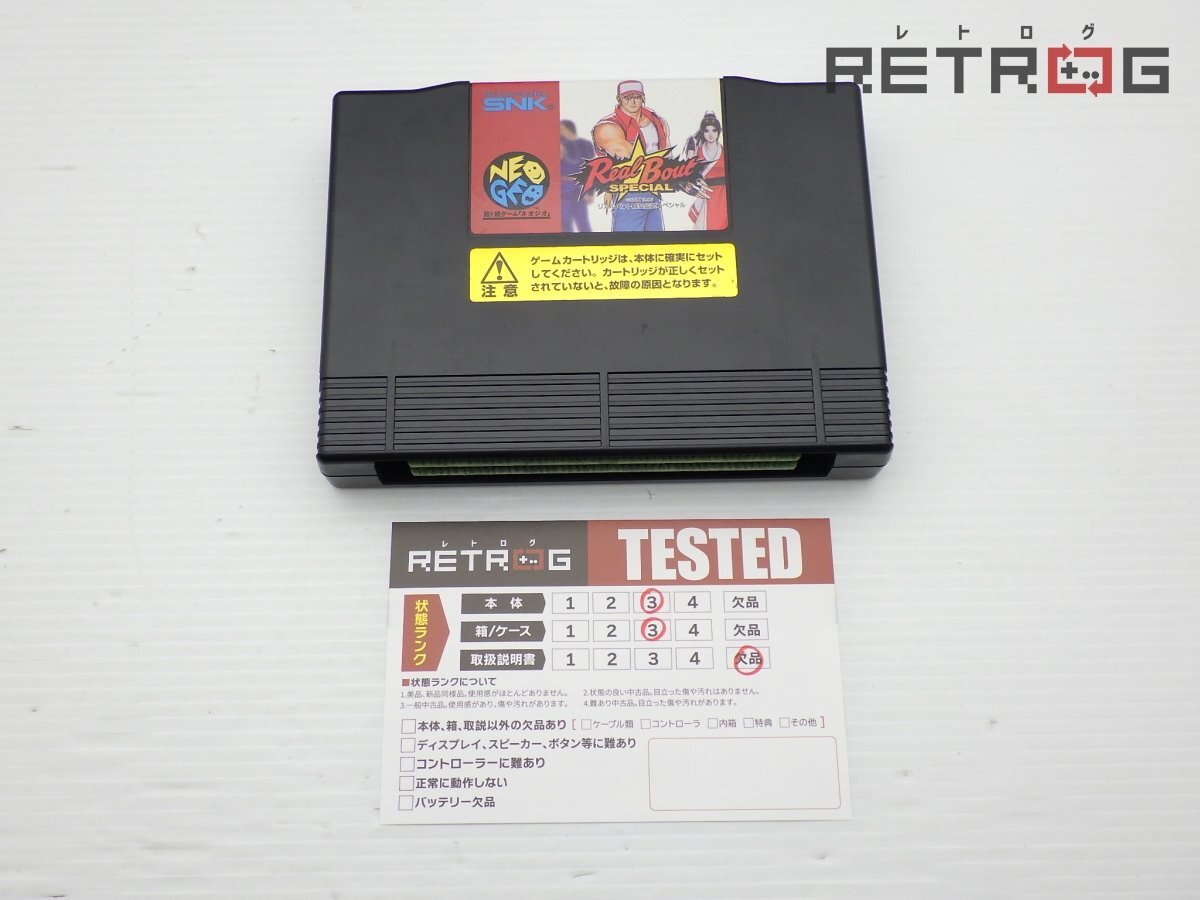 レトログ
RETROG
SNK
NEO
GEO
Real Bout
SPECIAL
注意
ゲームカートリッジは、本体に確実にセット
してください。カートリッジが正しくセット
されていないと、故障の原因となります。
レトログ
RETROG
TESTED
状態ランク
本体 1 2 3 4 欠品
箱/ケース 1 2 3 4 欠品
取扱説明書 1 2 3 4 欠品
■状態ランクについて
1.美品、新品同様品。使用感がほとんどありません。 2.状態の良い中古品。目立った傷や汚れはありません。
3.一般中古品。使用感があり、傷や汚れがあります。 4.難あり中古品。目立った傷や汚れがあります。
本体、箱、取説以外の欠品あり [ ケーブル類 コントローラ 内箱 特典 その他 ]
ディスプレイ、スピーカー、ボタン等に難あり
コントローラーに難あり
正常に動作しない
バッテリー欠品